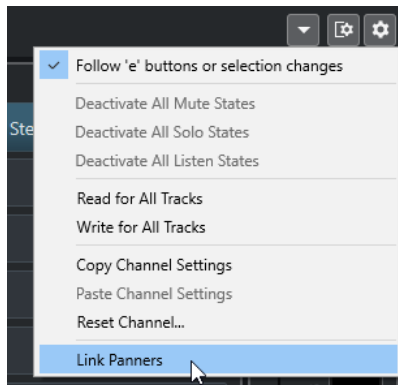 Follow 'e' buttons or selection changes
Deactivate All Mute States
Ste
Deactivate All Solo States
Deactivate All Listen States
Read for All Tracks
Write for All Tracks
Copy Channel Settings
Paste Channel Settings
Reset Channel...
Link Panners